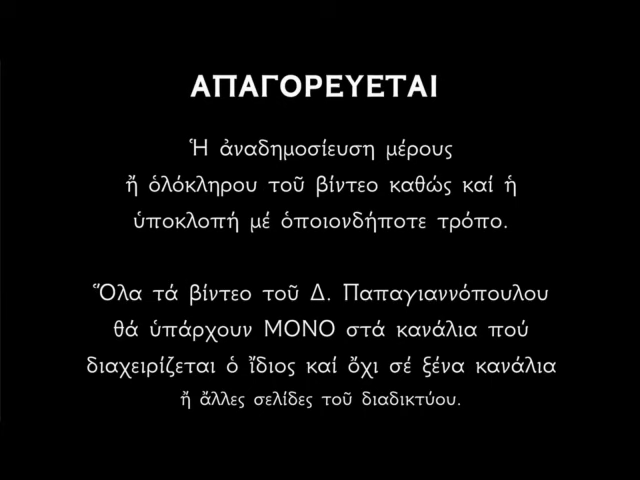 ΑΠΑΓΟΡΕΥΕΤΑΙ
Ἡ ἀναδημοσίευση μέρους
ἤ ὁλόκληρου τοῦ βίντεο καθώς καί ἡ
ὑποκλοπή μέ ὁποιονδήποτε τρόπο.
Ὅλα τά βίντεο τοῦ Δ. Παπαγιαννόπουλου
θά ὑπάρχουν ΜΟΝΟ στά κανάλια πού
διαχειρίζεται ὁ ἴδιος καί ὄχι σέ ξένα κανάλια
ἤ ἄλλες σελίδες τοῦ διαδικτύου.